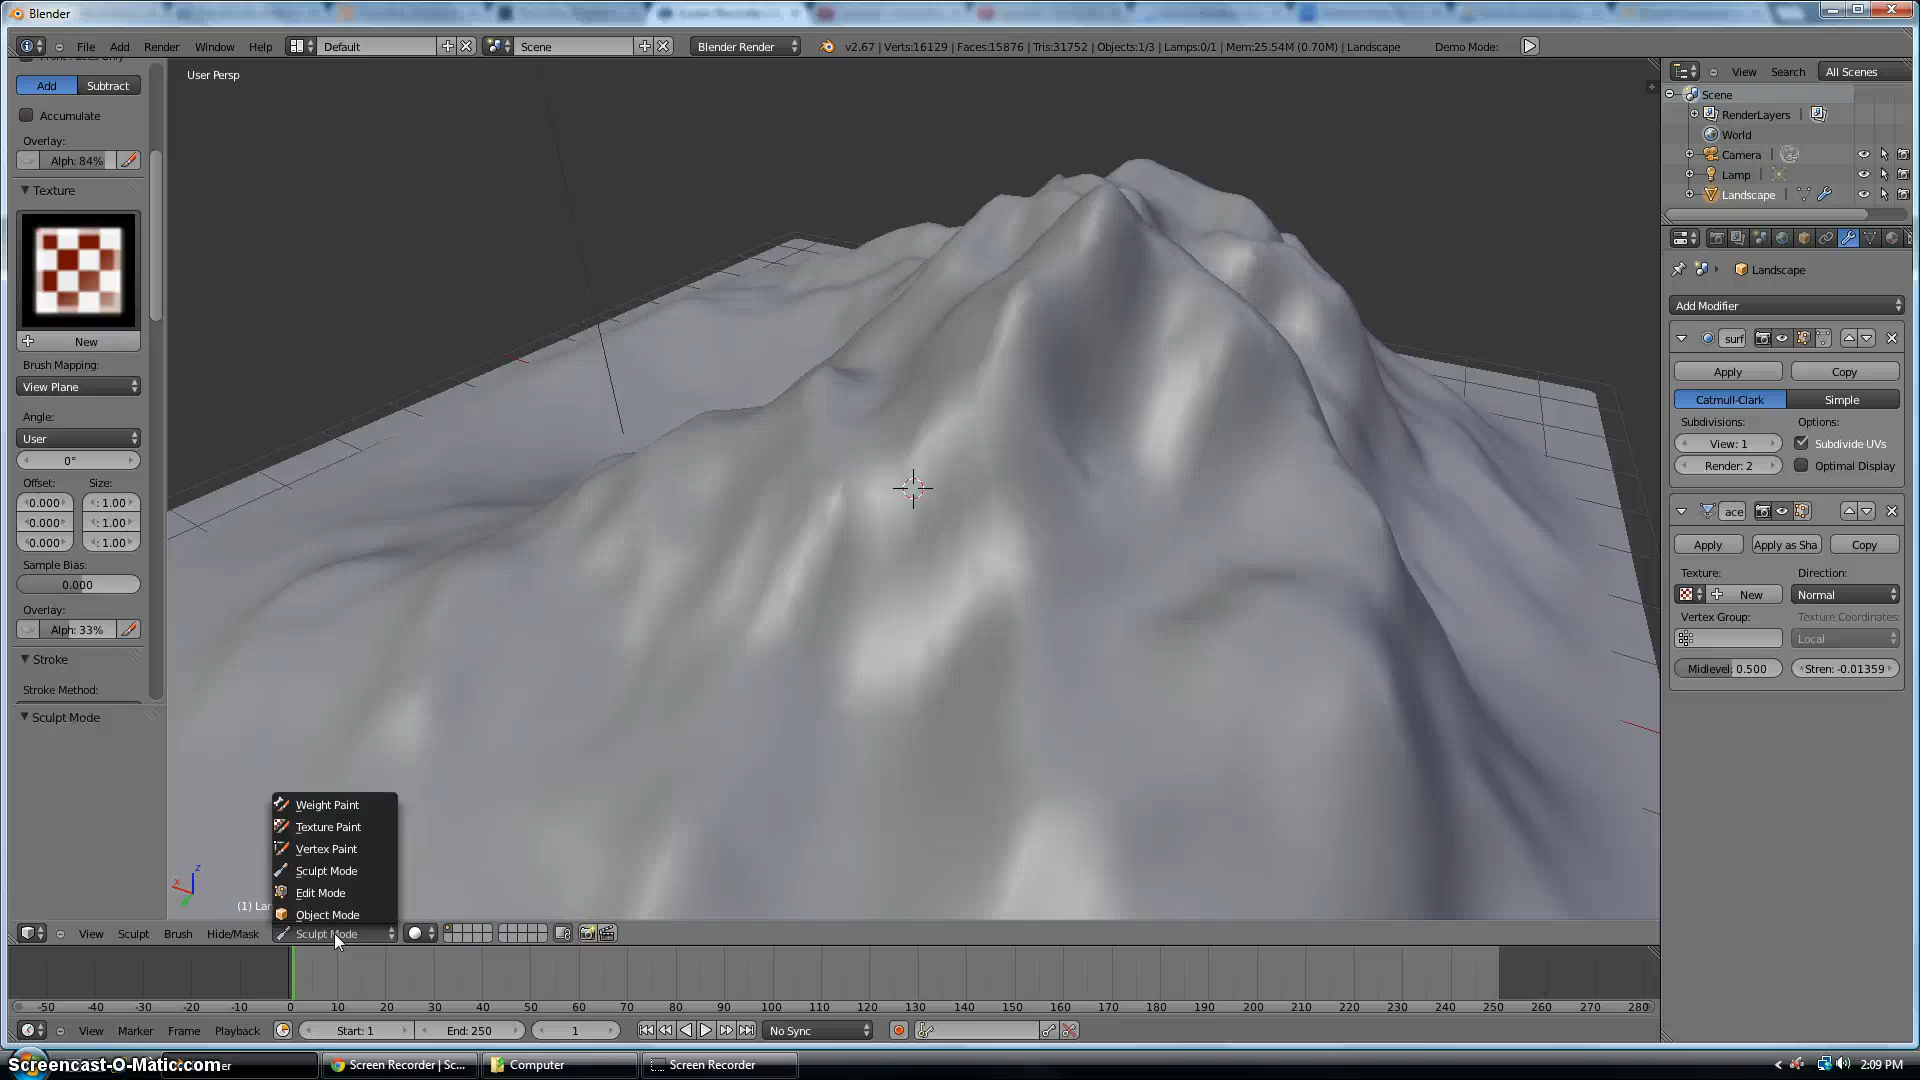 Blender
File Add Render Window Help Default Scene Blender Render v2.67 | Verts:16129 | Faces:15876 | Tris:31752 | Objects:1/3 | Lamps:0/1 | Mem:25.54M (0.70M) | Landscape Demo Mode:
User Persp
Add Subtract
Accumulate
Overlay:
Alph: 84%
Texture
New
Brush Mapping:
View Plane
Angle:
User
0°
Offset: Size:
0.000 : 1.00
0.000 : 1.00
0.000 : 1.00
Sample Bias:
0.000
Overlay:
Alph: 33%
Stroke
Stroke Method:
Sculpt Mode
z
x
(1) Lan
Weight Paint
Texture Paint
Vertex Paint
Sculpt Mode
Edit Mode
Object Mode
View Sculpt Brush Hide/Mask Sculpt Mode
View Search All Scenes
Scene
RenderLayers |
World
Camera |
Lamp |
Landscape |
Landscape
Add Modifier
surf
Apply Copy
Catmull-Clark Simple
Subdivisions: Options:
View: 1 Subdivide UVs
Render: 2 Optimal Display
ace
Apply Apply as Sha Copy
Texture: Direction:
New Normal
Vertex Group: Texture Coordinates:
Local
Midlevel: 0.500 Stren: -0.01359
-50 -40 -30 -20 -10 0 10 20 30 40 50 60 70 80 90 100 110 120 130 140 150 160 170 180 190 200 210 220 230 240 250 260 270 280
View Marker Frame Playback Start: 1 End: 250 1 No Sync
Screencast-O-Matic.com
Screen Recorder | Sc... Computer Screen Recorder 2:09 PM